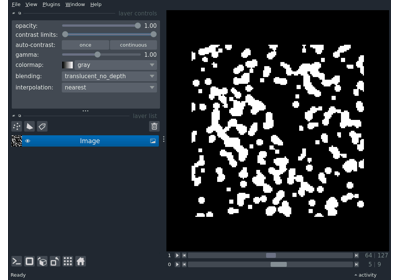 File View Plugins Window Help
layer controls
opacity: 1.00
contrast limits:
auto-contrast: once continuous
gamma: 1.00
colormap: gray
blending: translucent_no_depth
interpolation: nearest
layer list
Image
1 64 127
0 5 9
Ready activity